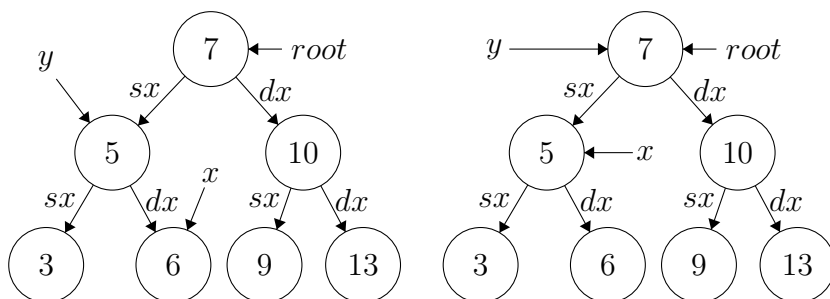 7 root 7 root
y y
sx dx sx dx
5 10 5 x 10
x
sx dx sx dx sx dx sx dx
3 6 9 13 3 6 9 13